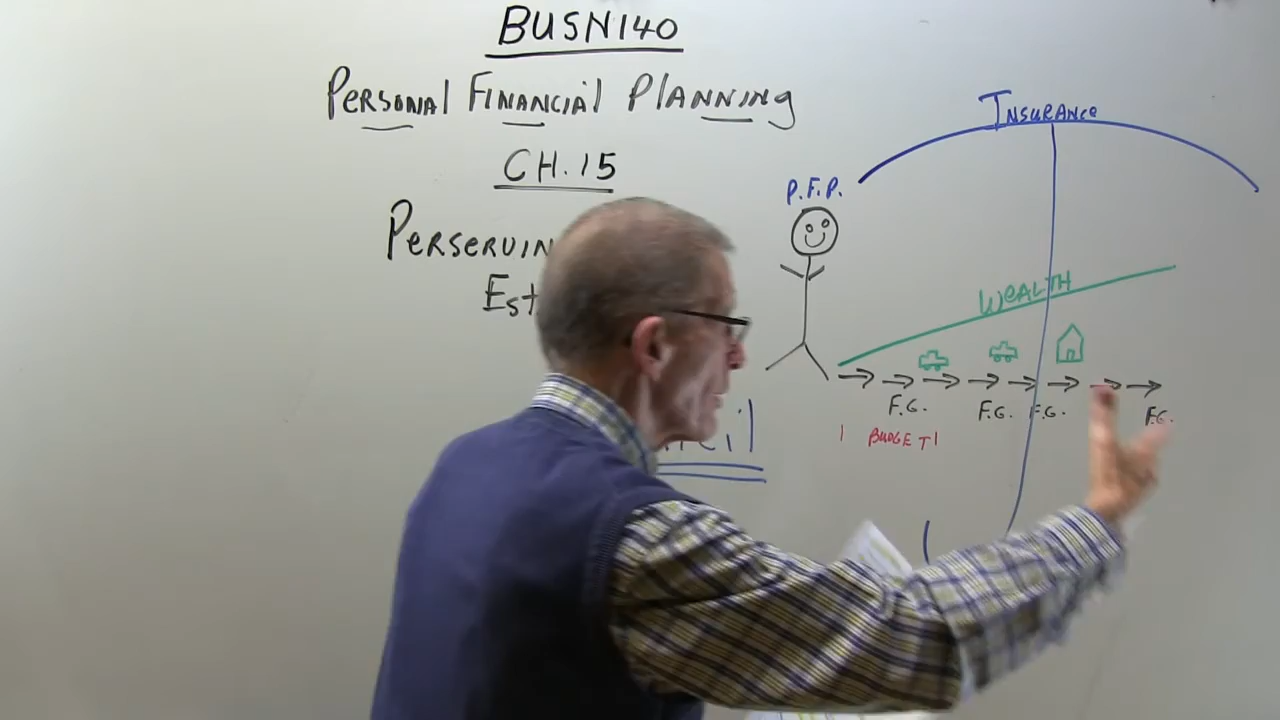 BUSN140
Personal Financial Planning
CH.15
Insurance
P.F.P.
Wealth
F.G. F.G. F.G. F.G.
BUDGET